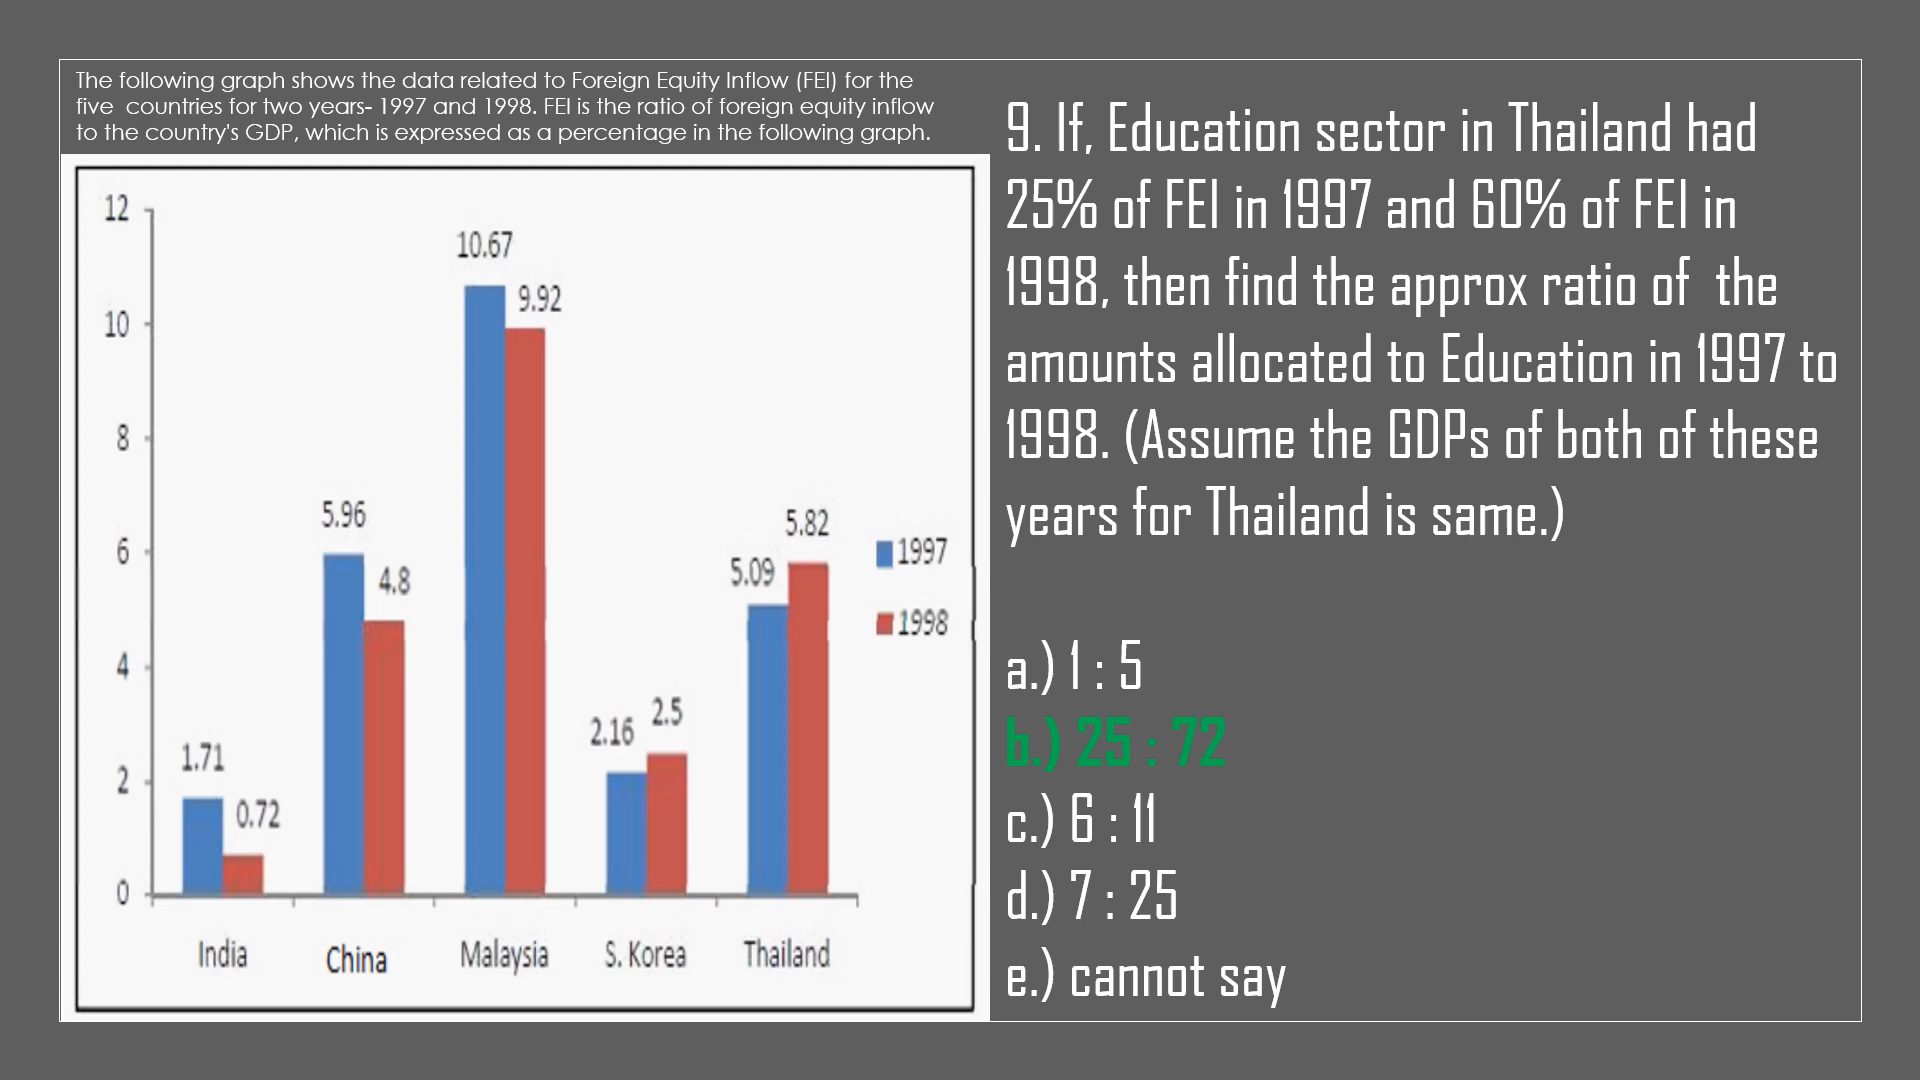 The following graph shows the data related to Foreign Equity Inflow (FEI) for the
five  countries for two years- 1997 and 1998. FEI is the ratio of foreign equity inflow
to the country's GDP, which is expressed as a percentage in the following graph.
12
10
8
6
4
2
0
1.71
0.72
5.96
4.8
10.67
9.92
2.16
2.5
5.09
5.82
1997
1998
India
China
Malaysia
S. Korea
Thailand
9. If, Education sector in Thailand had
25% of FEI in 1997 and 60% of FEI in
1998, then find the approx ratio of  the
amounts allocated to Education in 1997 to
1998. (Assume the GDPs of both of these
years for Thailand is same.)
a.) 1 : 5
b.) 25 : 72
c.) 6 : 11
d.) 7 : 25
e.) cannot say